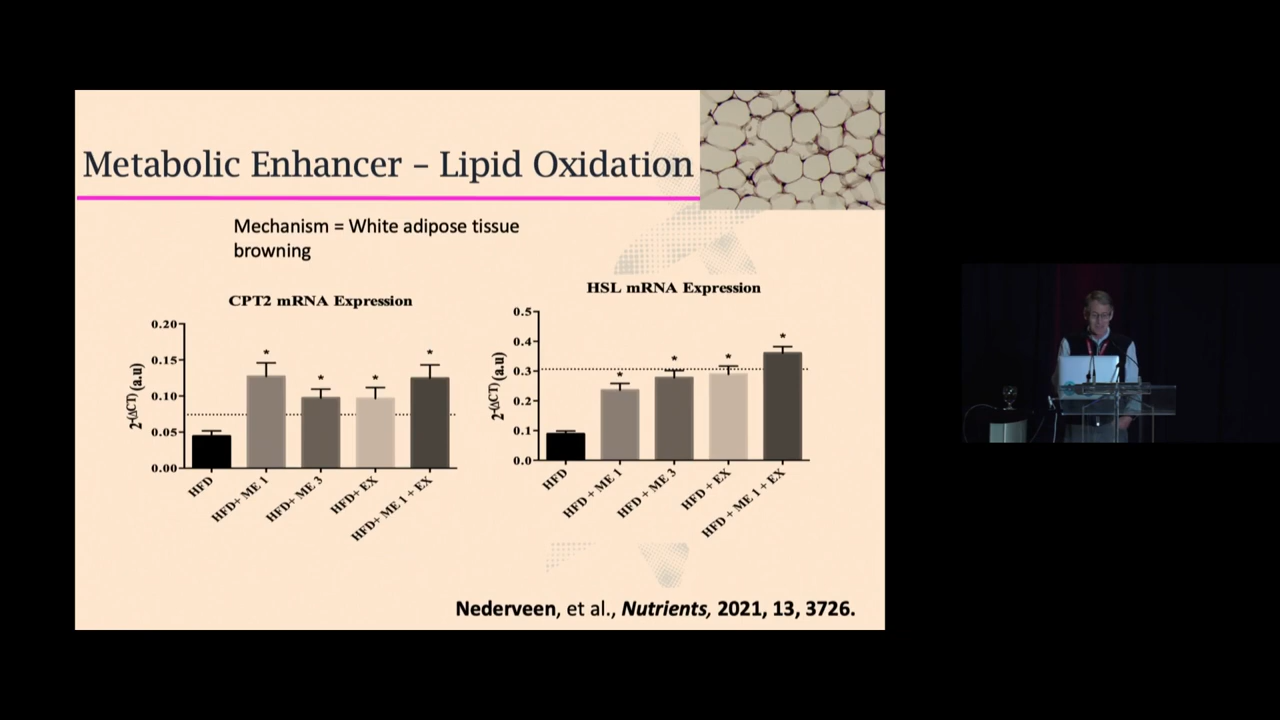 Metabolic Enhancer – Lipid Oxidation
Mechanism = White adipose tissue
browning
CPT2 mRNA Expression
2-(ΔCT) (a.u)
0.20
0.15
0.10
0.05
0.00
*
*
*
*
HFD
HFD+ ME 1
HFD+ ME 3
HFD+ EX
HFD+ ME 1 + EX
HSL mRNA Expression
2-(ΔCT) (a.u)
0.5
0.4
0.3
0.2
0.1
0.0
*
*
*
*
HFD
HFD + ME 1
HFD + ME 3
HFD + EX
HFD + ME 1 + EX
Nederveen, et al., Nutrients, 2021, 13, 3726.